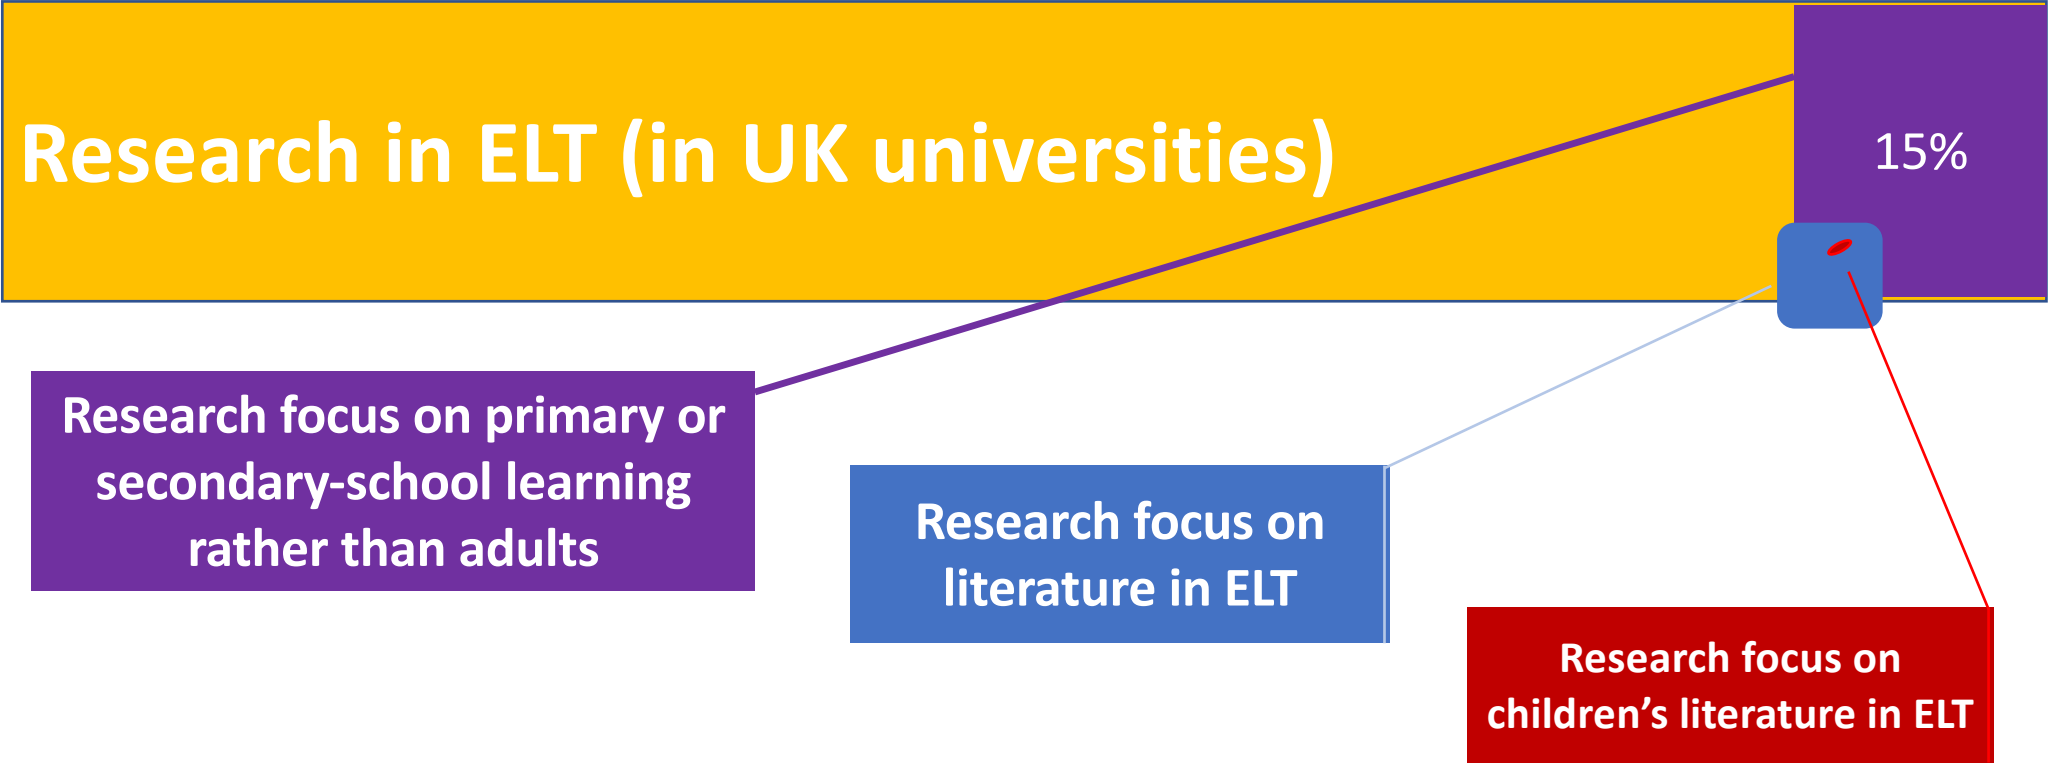 Research in ELT (in UK universities)
15%
Research focus on primary or
secondary-school learning
rather than adults
Research focus on
literature in ELT
Research focus on
children’s literature in ELT